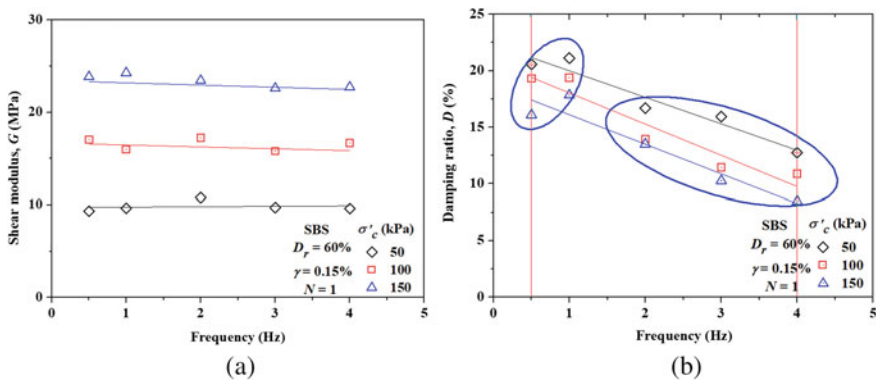 30
20
10
0
Shear modulus, G (MPa)
SBS σ'c (kPa)
Dr = 60%
50
γ = 0.15%
100
N = 1
150
0 1 2 3 4 5
Frequency (Hz)
(a)
25
20
15
10
5
0
Damping ratio, D (%)
SBS σ'c (kPa)
Dr = 60%
50
γ = 0.15%
100
N = 1
150
0 1 2 3 4 5
Frequency (Hz)
(b)